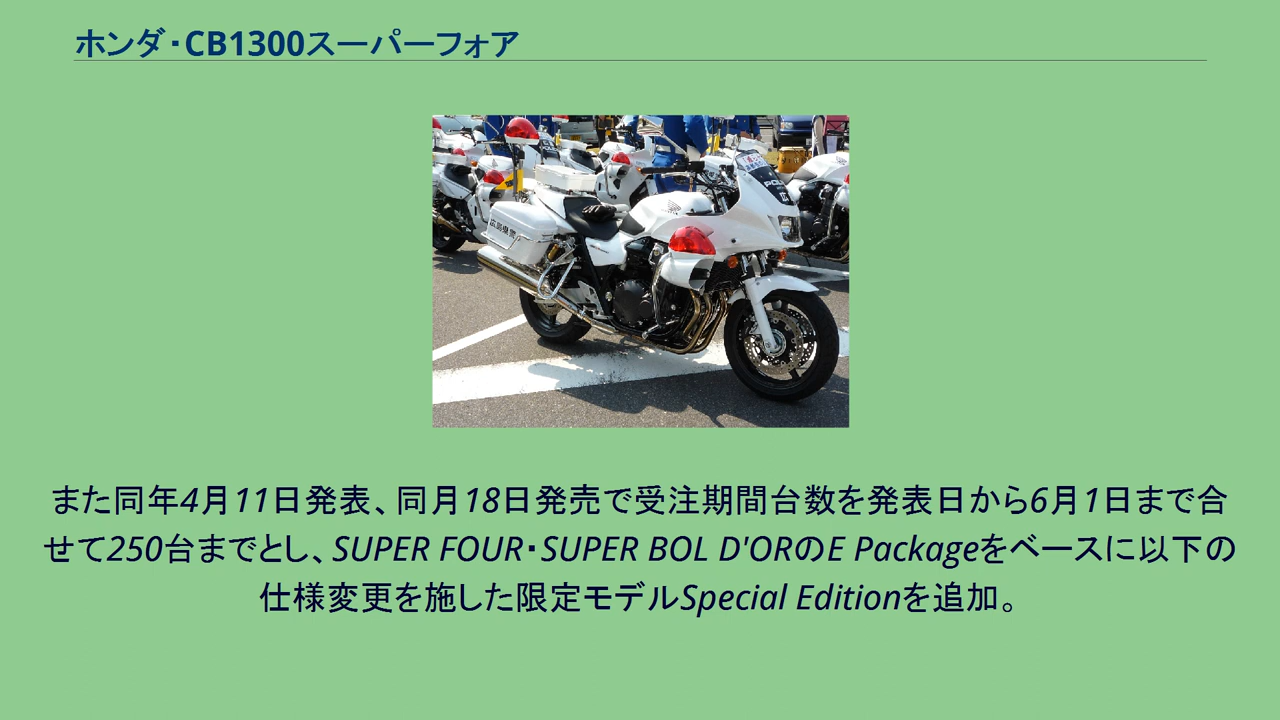 ホンダ・CB1300スーパーフォア
広島県警
また同年4月11日発表、同月18日発売で受注期間台数を発表日から6月1日まで合
せて250台までとし、SUPER FOUR・SUPER BOL D'ORのE Packageをベースに以下の
仕様変更を施した限定モデルSpecial Editionを追加。